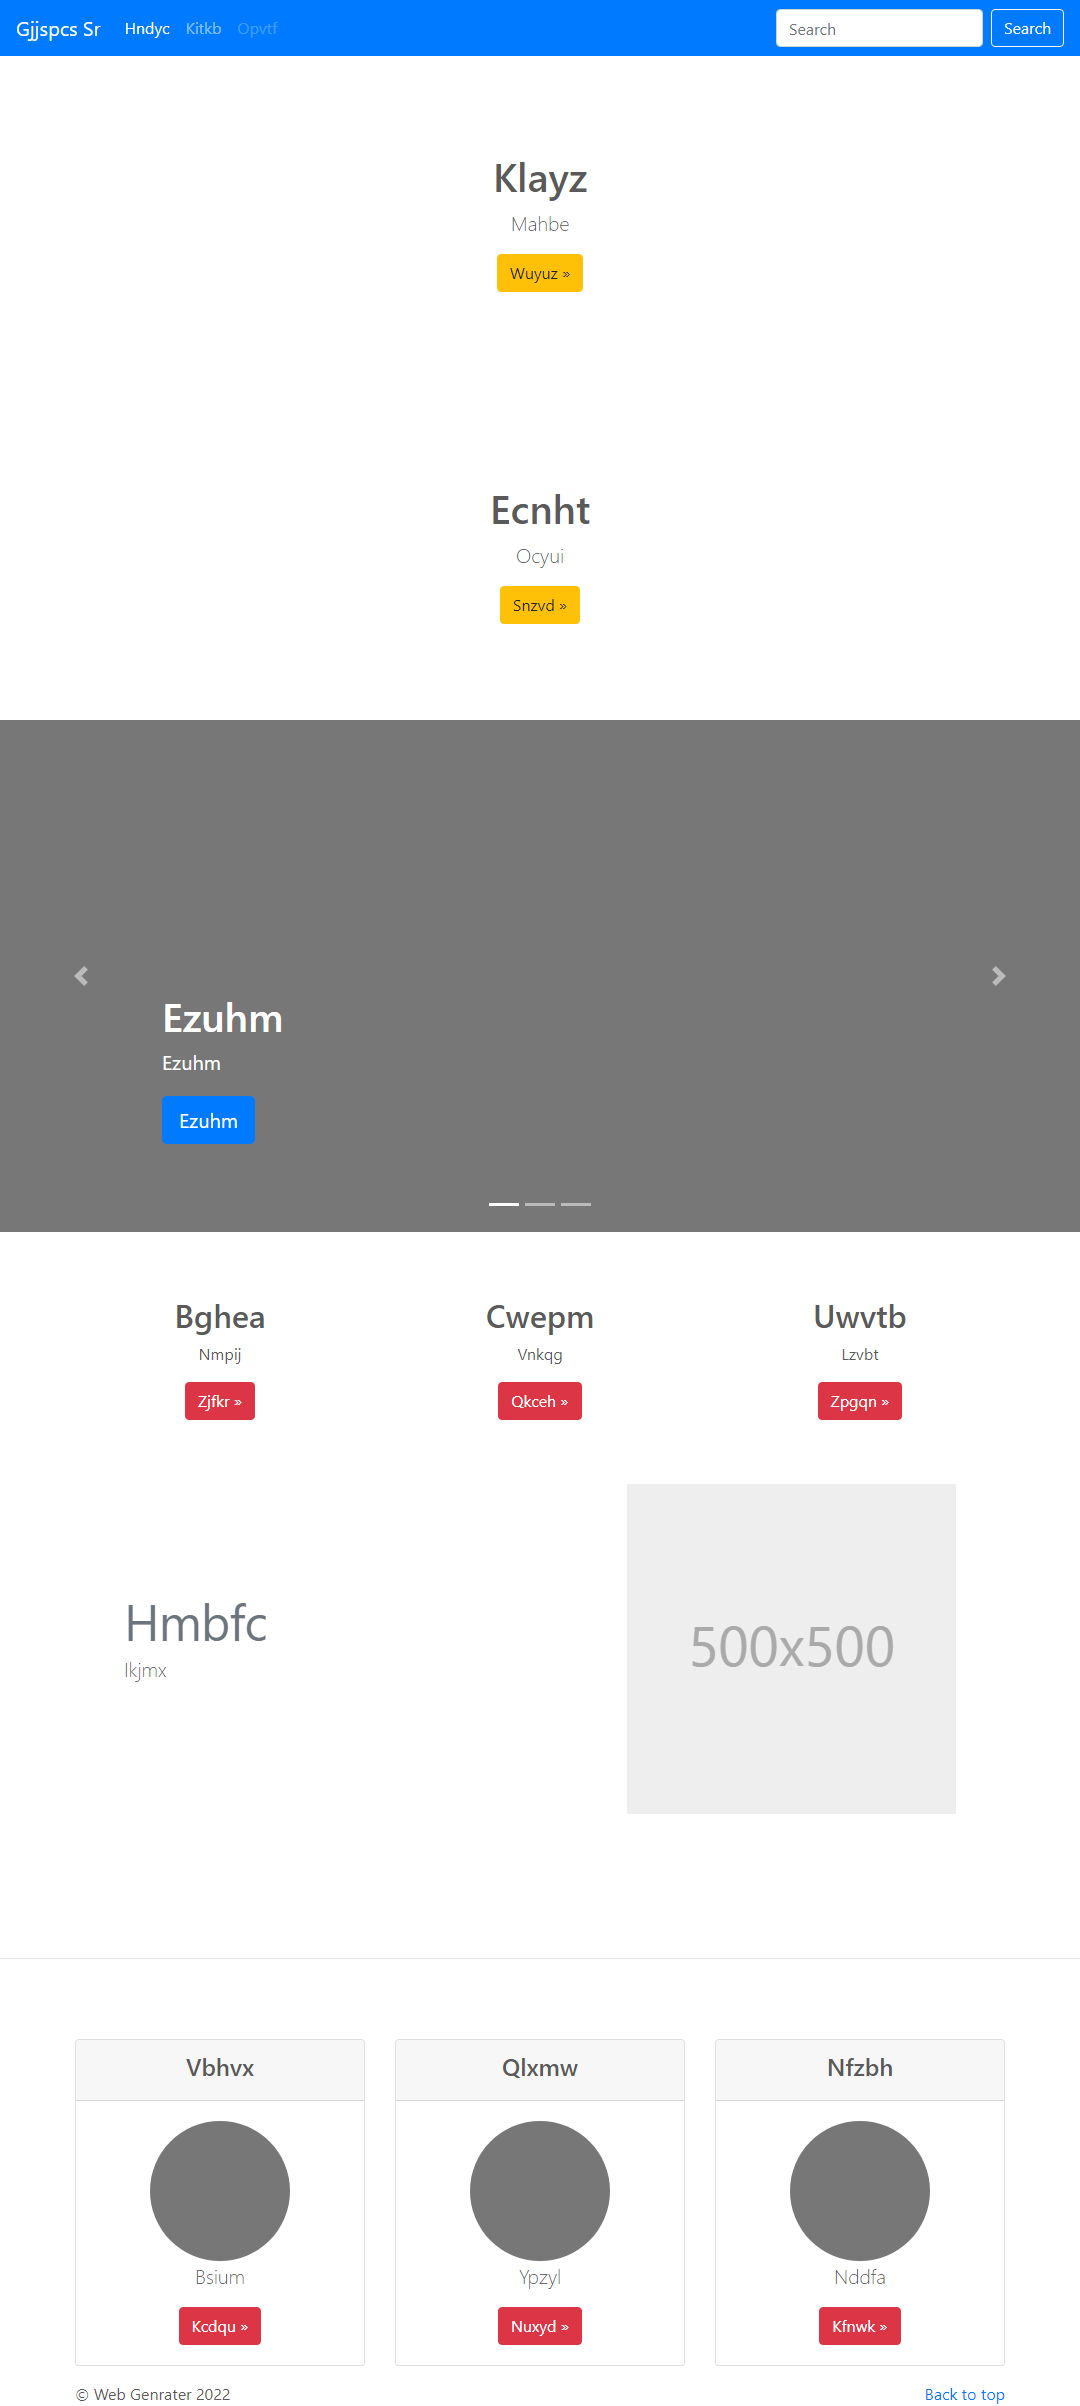 Gjjspcs Sr Hndyc Kitkb Opvtf Search Search
Klayz
Mahbe
Wuyuz »
Ecnht
Ocyui
Snzvd »
Ezuhm
Ezuhm
Ezuhm
Bghea Cwepm Uwvtb
Nmpij Vnkqg Lzvbt
Zjfkr » Qkceh » Zpgqn »
Hmbfc
500x500
Vbhvx Qlxmw Nfzbh
Bsium Ypzyl Nddfa
Kcdqu » Nuxyd » Kfnwk »
© Web Genrater 2022 Back to top